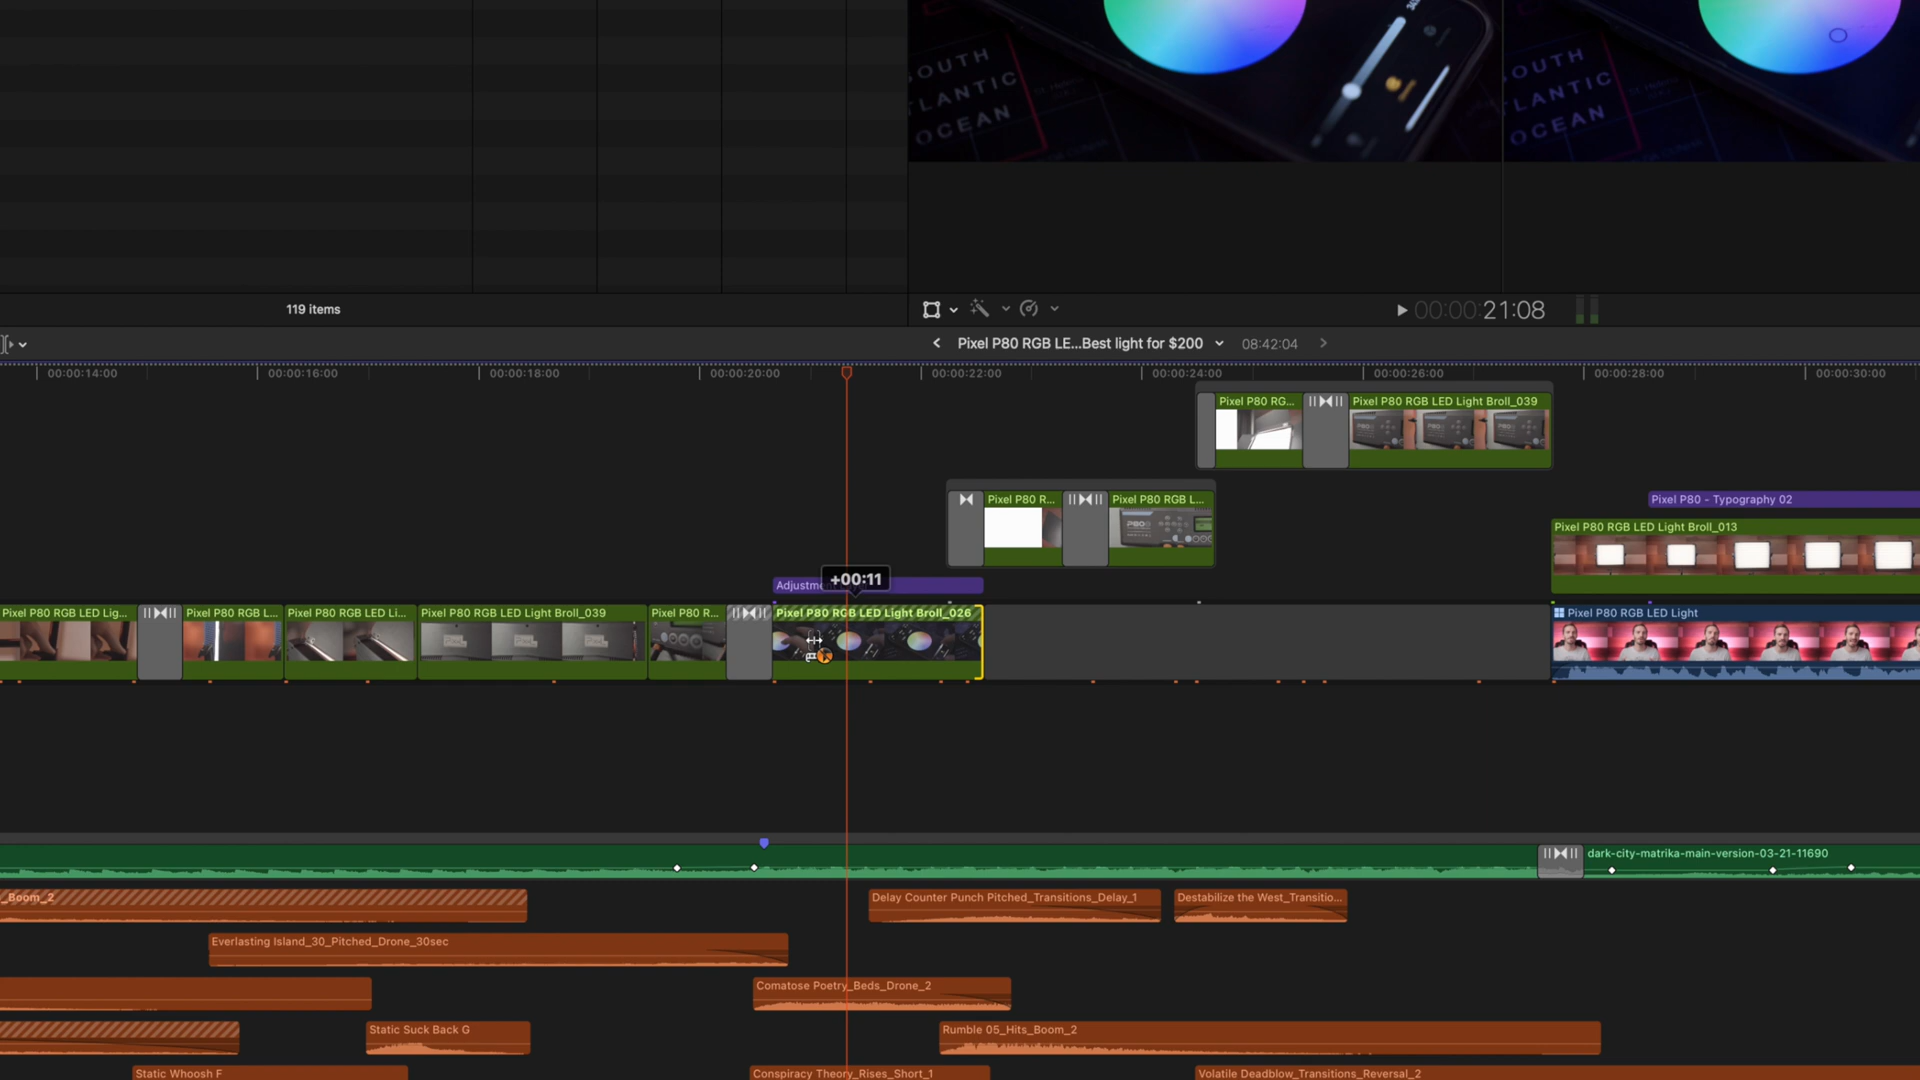 SOUTH
ATLANTIC
OCEAN
SOUTH
ATLANTIC
OCEAN
119 items
00:00:21:08
Pixel P80 RGB LE...Best light for $200
08:42:04
00:00:14:00
00:00:16:00
00:00:18:00
00:00:20:00
00:00:22:00
00:00:24:00
00:00:26:00
00:00:28:00
00:00:30:00
Pixel P80 RG...
Pixel P80 RGB LED Light Broll_039
Pixel P80 R...
Pixel P80 RGB L...
Pixel P80 - Typography 02
Pixel P80 RGB LED Light Broll_013
+00:11
Pixel P80 RGB LED Lig...
Pixel P80 RGB L...
Pixel P80 RGB LED Li...
Pixel P80 RGB LED Light Broll_039
Pixel P80 R...
Pixel P80 RGB LED Light Broll_026
Pixel P80 RGB LED Light
dark-city-matrika-main-version-03-21-11690
_Boom_2
Delay Counter Punch Pitched_Transitions_Delay_1
Destabilize the West_Transitio...
Everlasting Island_30_Pitched_Drone_30sec
Comatose Poetry_Beds_Drone_2
Static Suck Back G
Rumble 05_Hits_Boom_2
Static Whoosh F
Conspiracy Theory_Rises_Short_1
Volatile Deadblow_Transitions_Reversal_2